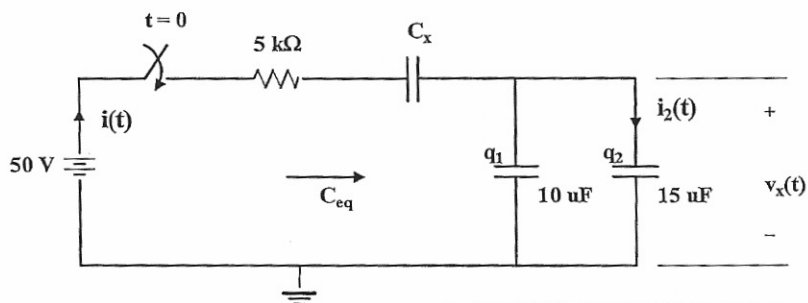 t = 0
5 kΩ
Cx
i(t)
50 V
Ceq
q1
10 uF
i2(t)
q2
15 uF
+
vx(t)
–